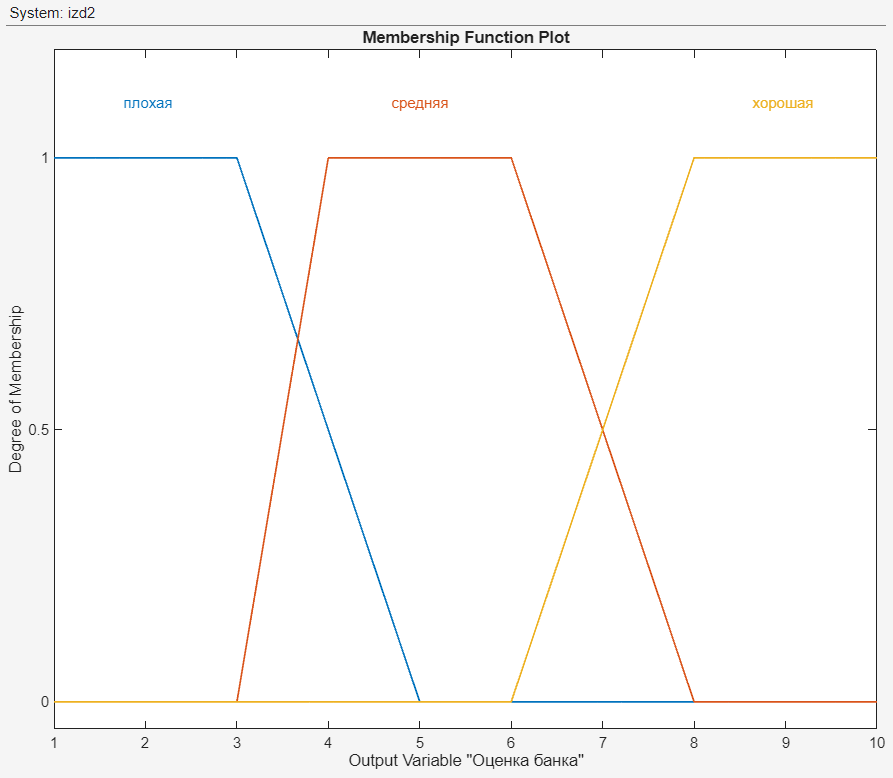 System: izd2
Membership Function Plot
плохая
средняя
хорошая
1
0.5
0
Degree of Membership
1 2 3 4 5 6 7 8 9 10
Output Variable "Оценка банка"